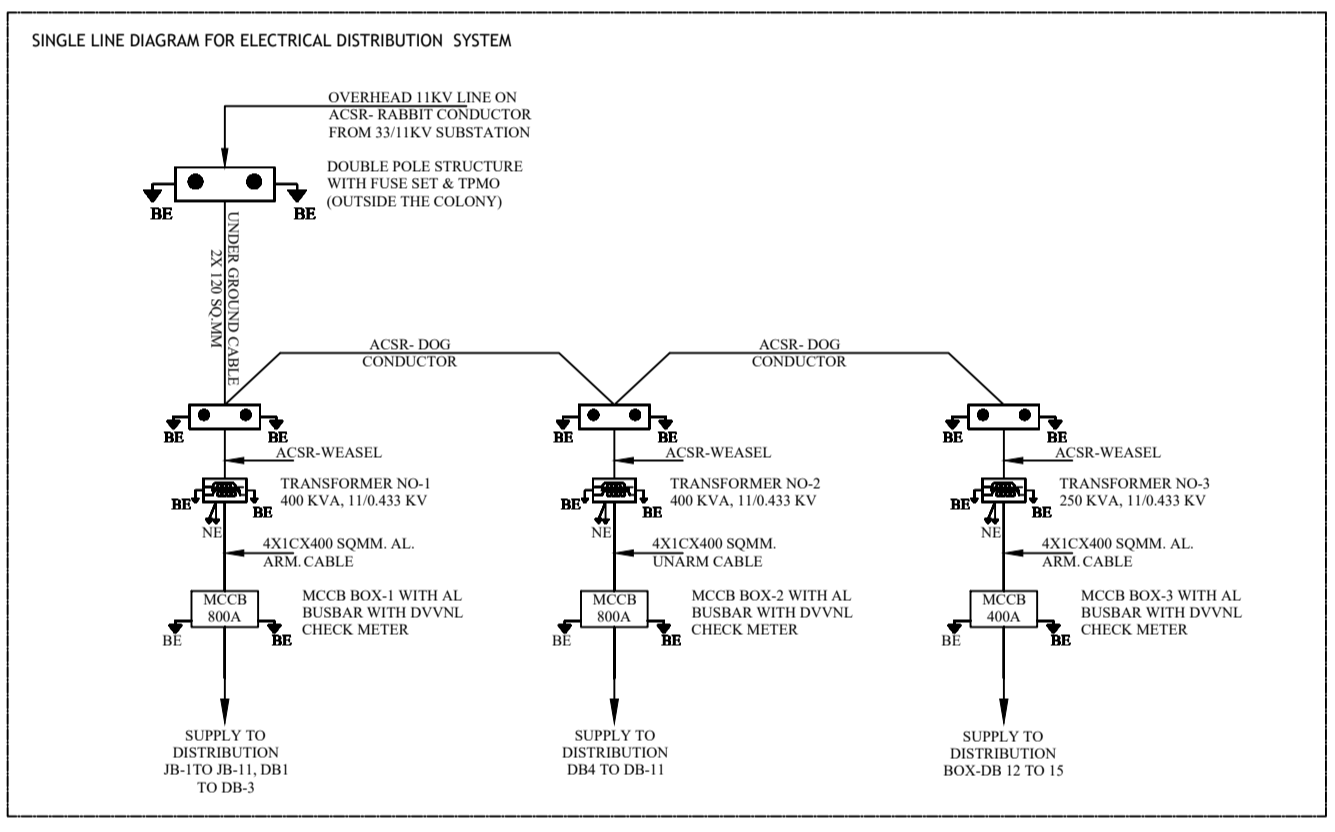 SINGLE LINE DIAGRAM FOR ELECTRICAL DISTRIBUTION SYSTEM
OVERHEAD 11KV LINE ON
ACSR- RABBIT CONDUCTOR
FROM 33/11KV SUBSTATION
DOUBLE POLE STRUCTURE
WITH FUSE SET & TPMO
(OUTSIDE THE COLONY)
BE
BE
UNDER GROUND CABLE
2X 120 SQ.MM
ACSR- DOG
CONDUCTOR
ACSR- DOG
CONDUCTOR
BE
BE
ACSR-WEASEL
TRANSFORMER NO-1
400 KVA, 11/0.433 KV
BE
BE
NE
4X1CX400 SQMM. AL.
ARM. CABLE
MCCB
800A
MCCB BOX-1 WITH AL
BUSBAR WITH DVVNL
CHECK METER
BE
BE
SUPPLY TO
DISTRIBUTION
JB-1TO JB-11, DB1
TO DB-3
BE
BE
ACSR-WEASEL
TRANSFORMER NO-2
400 KVA, 11/0.433 KV
BE
BE
NE
4X1CX400 SQMM.
UNARM CABLE
MCCB
800A
MCCB BOX-2 WITH AL
BUSBAR WITH DVVNL
CHECK METER
BE
BE
SUPPLY TO
DISTRIBUTION
DB4 TO DB-11
BE
BE
ACSR-WEASEL
TRANSFORMER NO-3
250 KVA, 11/0.433 KV
BE
BE
NE
4X1CX400 SQMM. AL.
ARM. CABLE
MCCB
400A
MCCB BOX-3 WITH AL
BUSBAR WITH DVVNL
CHECK METER
BE
BE
SUPPLY TO
DISTRIBUTION
BOX-DB 12 TO 15